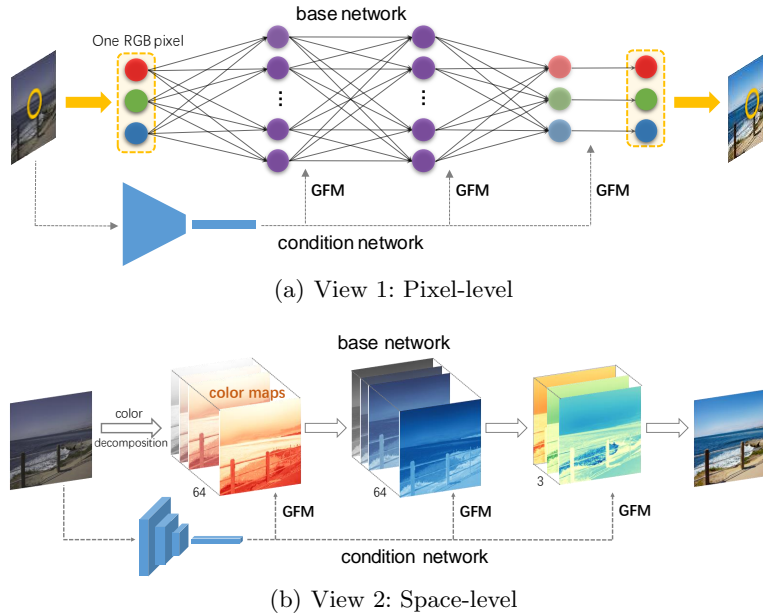 base network
One RGB pixel
GFM
GFM
GFM
condition network
(a) View 1: Pixel-level
base network
color
decomposition
color maps
64
64
3
GFM
GFM
GFM
condition network
(b) View 2: Space-level